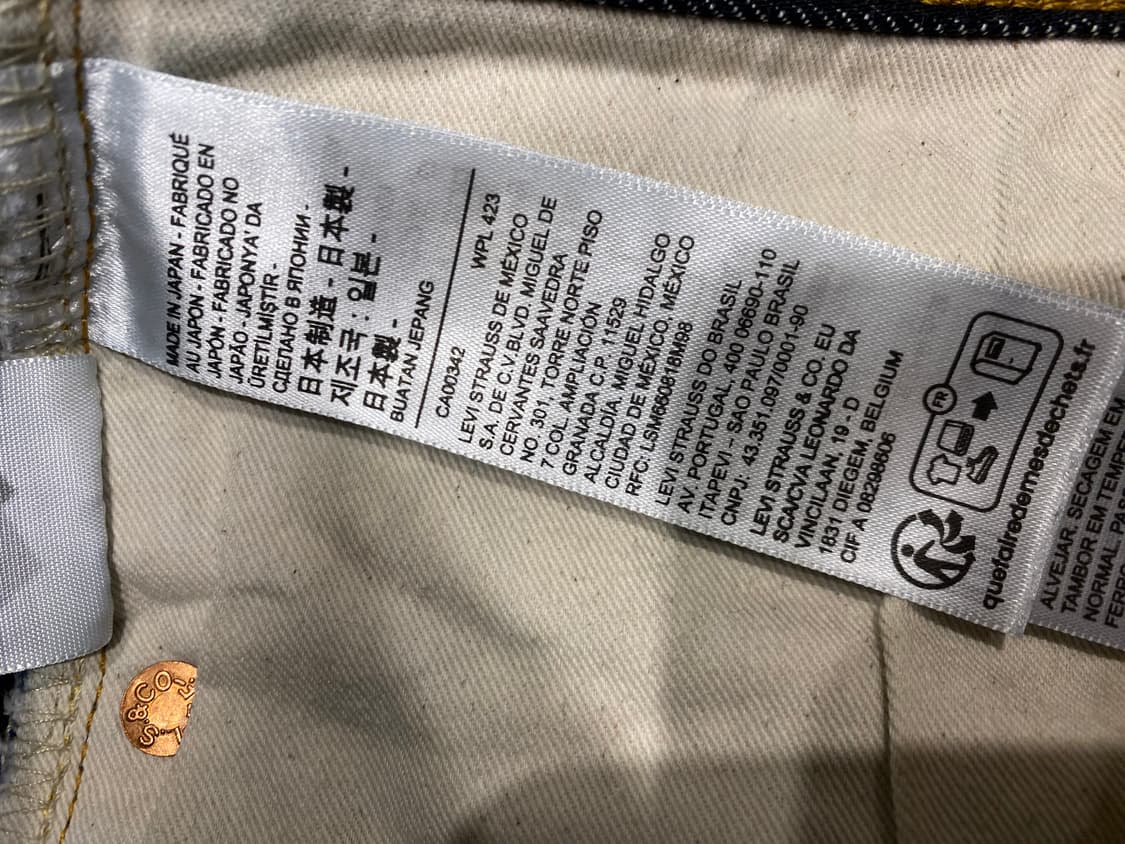 MADE IN JAPAN - FABRIQUÉ
AU JAPON - FABRICADO EN
JAPÓN - FABRICADO NO
JAPÃO - JAPONYA' DA
ÜRETİLMİŞTİR -
СДЕЛАНО В ЯПОНИИ -
日本制造 - 日本製 -
제조국 : 일본 -
日本製 -
BUATAN JEPANG
CA00342 WPL 423
LEVI STRAUSS DE MÉXICO
S.A. DE C.V.BLVD. MIGUEL DE
CERVANTES SAAVEDRA
NO. 301, TORRE NORTE PISO
7 COL. AMPLIACIÓN
GRANADA C.P. 11529
ALCALDÍA, MIGUEL HIDALGO
CIUDAD DE MÉXICO, MÉXICO
RFC: LSM660818M98
LEVI STRAUSS DO BRASIL
AV. PORTUGAL, 400 06690-110
ITAPEVI – SAO PAULO BRASIL
CNPJ: 43.351.097/0001-90
LEVI STRAUSS & CO. EU
SCA/CVA LEONARDO DA
VINCILAAN, 19 - D
1831 DIEGEM, BELGIUM
CIF A 08298606
FR
quefairedemesdechets.fr
ALVEJAR. SECAGEM EM
TAMBOR EM
NORMAL.
S.&CO.